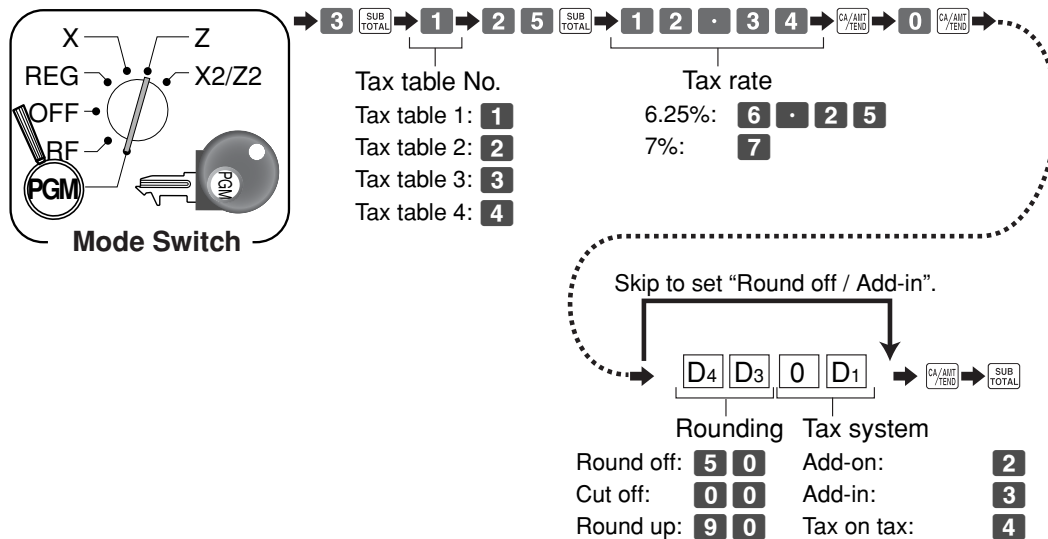 X
Z
REG
X2/Z2
OFF
RF
PGM
PGM
Mode Switch
3 SUB TOTAL 1 2 5 SUB TOTAL 1 2 · 3 4 CA/AMT /TEND 0 CA/AMT /TEND
Tax table No.
Tax table 1: 1
Tax table 2: 2
Tax table 3: 3
Tax table 4: 4
Tax rate
6.25%: 6 · 2 5
7%: 7
Skip to set “Round off / Add-in”.
D4 D3 0 D1 CA/AMT /TEND SUB TOTAL
Rounding
Round off: 5 0
Cut off: 0 0
Round up: 9 0
Tax system
Add-on: 2
Add-in: 3
Tax on tax: 4